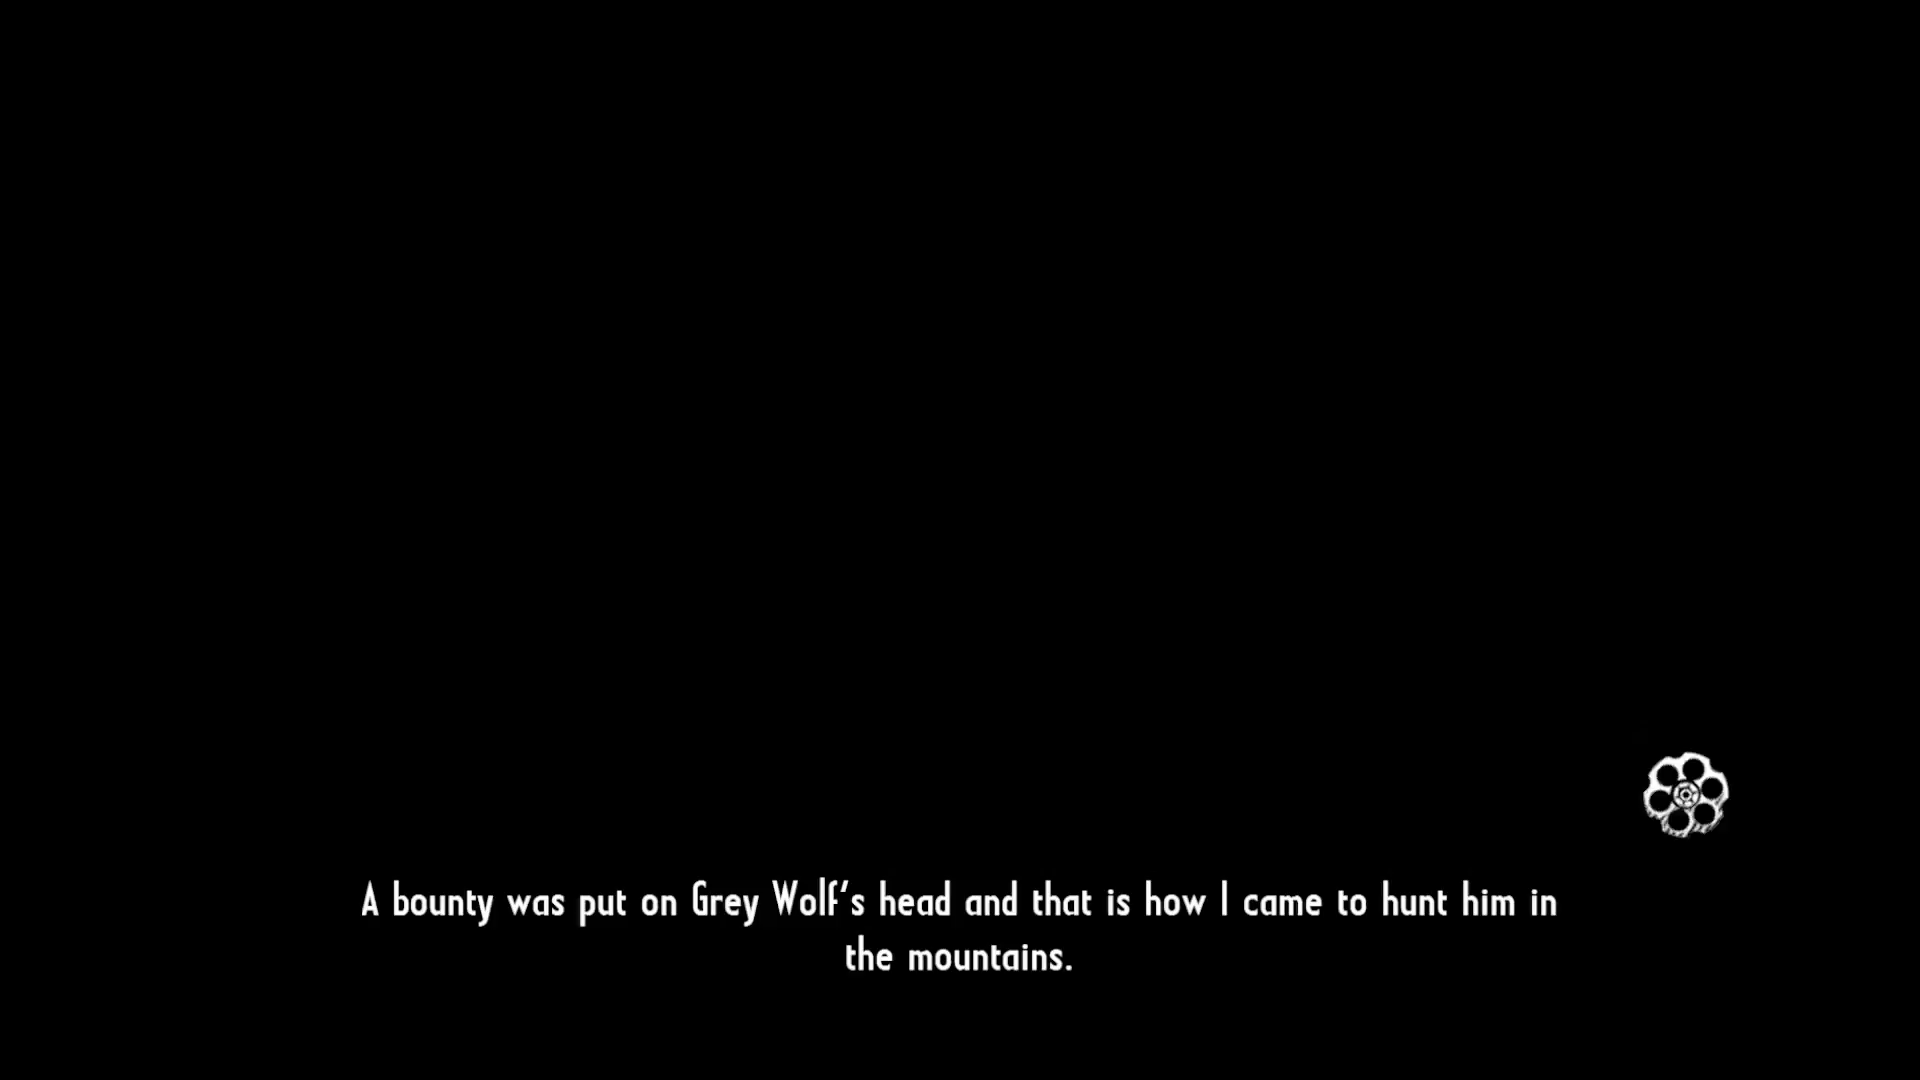 A bounty was put on Grey Wolf's head and that is how I came to hunt him in
the mountains.